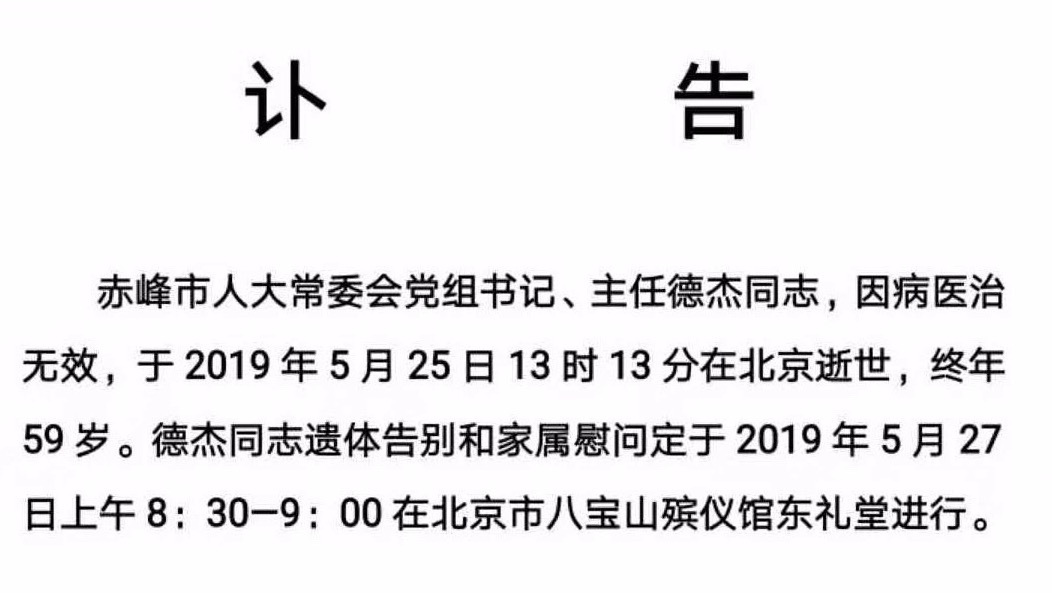 讣 告
赤峰市人大常委会党组书记、主任德杰同志，因病医治
无效，于 2019 年 5 月 25 日 13 时 13 分在北京逝世，终年
59 岁。德杰同志遗体告别和家属慰问定于 2019 年 5 月 27
日上午 8：30—9：00 在北京市八宝山殡仪馆东礼堂进行。